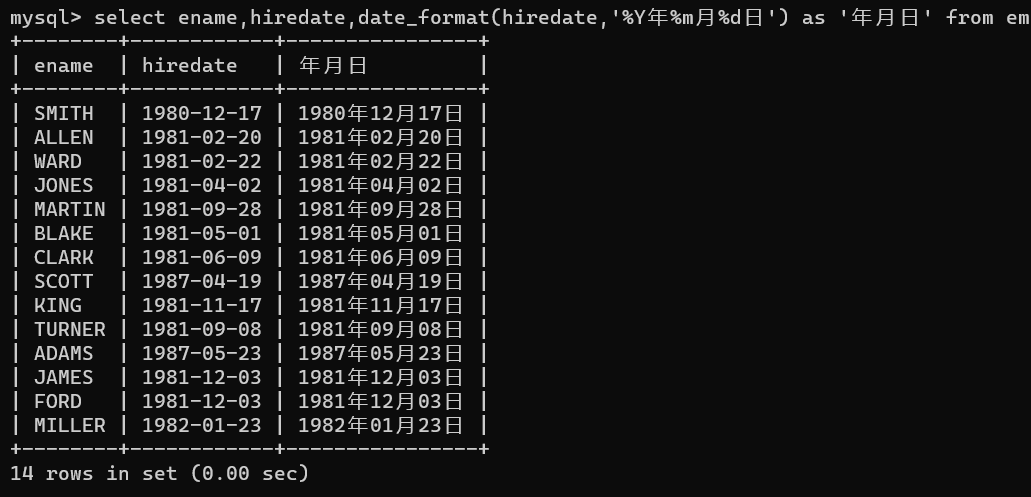 mysql> select ename,hiredate,date_format(hiredate,'%Y年%m月%d日') as '年月日' from em
+--------+------------+----------------+
| ename  | hiredate   | 年月日         |
+--------+------------+----------------+
| SMITH  | 1980-12-17 | 1980年12月17日 |
| ALLEN  | 1981-02-20 | 1981年02月20日 |
| WARD   | 1981-02-22 | 1981年02月22日 |
| JONES  | 1981-04-02 | 1981年04月02日 |
| MARTIN | 1981-09-28 | 1981年09月28日 |
| BLAKE  | 1981-05-01 | 1981年05月01日 |
| CLARK  | 1981-06-09 | 1981年06月09日 |
| SCOTT  | 1987-04-19 | 1987年04月19日 |
| KING   | 1981-11-17 | 1981年11月17日 |
| TURNER | 1981-09-08 | 1981年09月08日 |
| ADAMS  | 1987-05-23 | 1987年05月23日 |
| JAMES  | 1981-12-03 | 1981年12月03日 |
| FORD   | 1981-12-03 | 1981年12月03日 |
| MILLER | 1982-01-23 | 1982年01月23日 |
+--------+------------+----------------+
14 rows in set (0.00 sec)